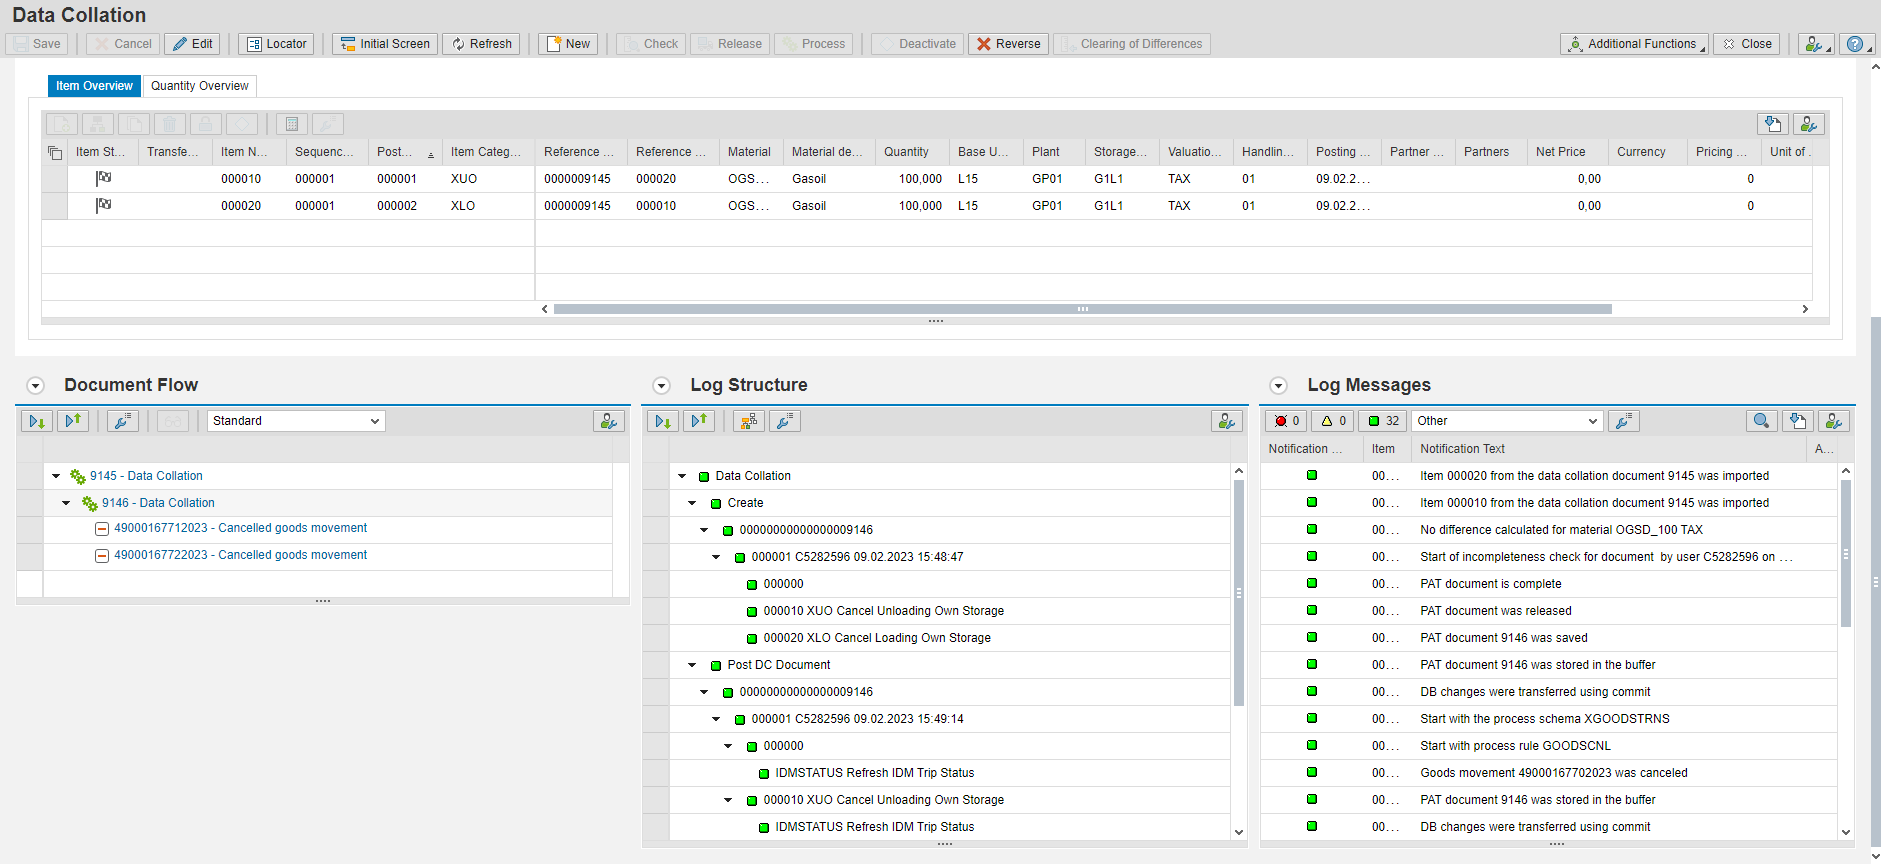 Data Collation
Save Cancel Edit Locator Initial Screen Refresh New Check Release Process Deactivate Reverse Clearing of Differences Additional Functions Close
Item Overview Quantity Overview
Item St... Transfe... Item N... Sequenc... Post... Item Categ... Reference ... Reference ... Material Material de... Quantity Base U... Plant Storage... Valuatio... Handlin... Posting ... Partner ... Partners Net Price Currency Pricing ... Unit of .
000010 000001 000001 XUO 0000009145 000020 OGS... Gasoil 100,000 L15 GP01 G1L1 TAX 01 09.02.2... 0,00 0
000020 000001 000002 XLO 0000009145 000010 OGS... Gasoil 100,000 L15 GP01 G1L1 TAX 01 09.02.2... 0,00 0
Document Flow
Standard
9145 - Data Collation
9146 - Data Collation
49000167712023 - Cancelled goods movement
49000167722023 - Cancelled goods movement
Log Structure
Data Collation
Create
00000000000000009146
000001 C5282596 09.02.2023 15:48:47
000000
000010 XUO Cancel Unloading Own Storage
000020 XLO Cancel Loading Own Storage
Post DC Document
00000000000000009146
000001 C5282596 09.02.2023 15:49:14
000000
IDMSTATUS Refresh IDM Trip Status
000010 XUO Cancel Unloading Own Storage
IDMSTATUS Refresh IDM Trip Status
Log Messages
0 0 32 Other
Notification ... Item Notification Text A...
00... Item 000020 from the data collation document 9145 was imported
00... Item 000010 from the data collation document 9145 was imported
00... No difference calculated for material OGSD_100 TAX
00... Start of incompleteness check for document by user C5282596 on ...
00... PAT document is complete
00... PAT document was released
00... PAT document 9146 was saved
00... PAT document 9146 was stored in the buffer
00... DB changes were transferred using commit
00... Start with the process schema XGOODSTRNS
00... Start with process rule GOODSCNL
00... Goods movement 49000167702023 was canceled
00... PAT document 9146 was stored in the buffer
00... DB changes were transferred using commit